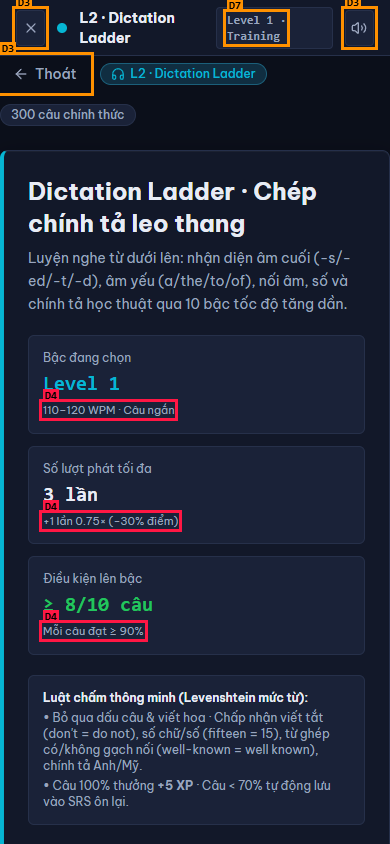 D3
D7
D3
L2 · Dictation
Ladder
Level 1 ·
Training
D3
Thoát
L2 · Dictation Ladder
300 câu chính thức
Dictation Ladder · Chép
chính tả leo thang
Luyện nghe từ dưới lên: nhận diện âm cuối (-s/-
ed/-t/-d), âm yếu (a/the/to/of), nối âm, số và
chính tả học thuật qua 10 bậc tốc độ tăng dần.
Bậc đang chọn
Level 1
D4
110–120 WPM · Câu ngắn
Số lượt phát tối đa
3 lần
D4
+1 lần 0.75× (-30% điểm)
Điều kiện lên bậc
> 8/10 câu
D4
Mỗi câu đạt ≥ 90%
Luật chấm thông minh (Levenshtein mức từ):
• Bỏ qua dấu câu & viết hoa · Chấp nhận viết tắt
(don't = do not), số chữ/số (fifteen = 15), từ ghép
có/không gạch nối (well-known = well known),
chính tả Anh/Mỹ.
• Câu 100% thưởng +5 XP · Câu < 70% tự động lưu
vào SRS ôn lại.